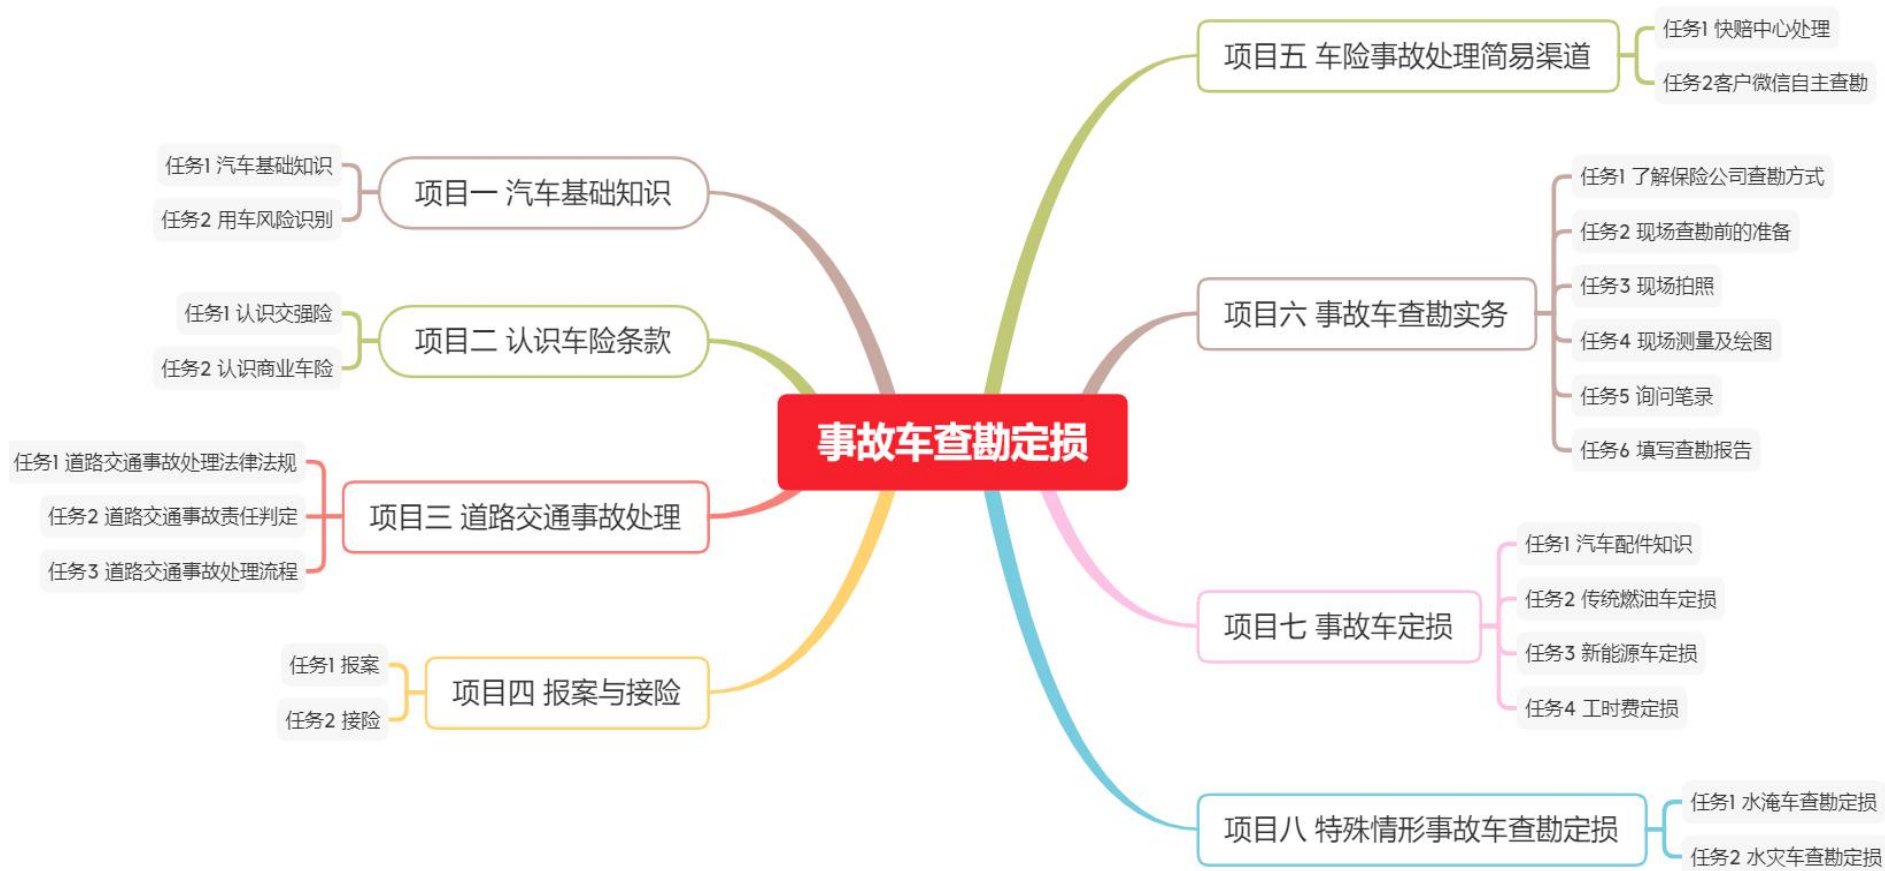 事故车查勘定损
项目一 汽车基础知识
任务1 汽车基础知识
任务2 用车风险识别
项目二 认识车险条款
任务1 认识交强险
任务2 认识商业车险
项目三 道路交通事故处理
任务1 道路交通事故处理法律法规
任务2 道路交通事故责任判定
任务3 道路交通事故处理流程
项目四 报案与接险
任务1 报案
任务2 接险
项目五 车险事故处理简易渠道
任务1 快赔中心处理
任务2客户微信自主查勘
项目六 事故车查勘实务
任务1 了解保险公司查勘方式
任务2 现场查勘前的准备
任务3 现场拍照
任务4 现场测量及绘图
任务5 询问笔录
任务6 填写查勘报告
项目七 事故车定损
任务1 汽车配件知识
任务2 传统燃油车定损
任务3 新能源车定损
任务4 工时费定损
项目八 特殊情形事故车查勘定损
任务1 水淹车查勘定损
任务2 水灾车查勘定损